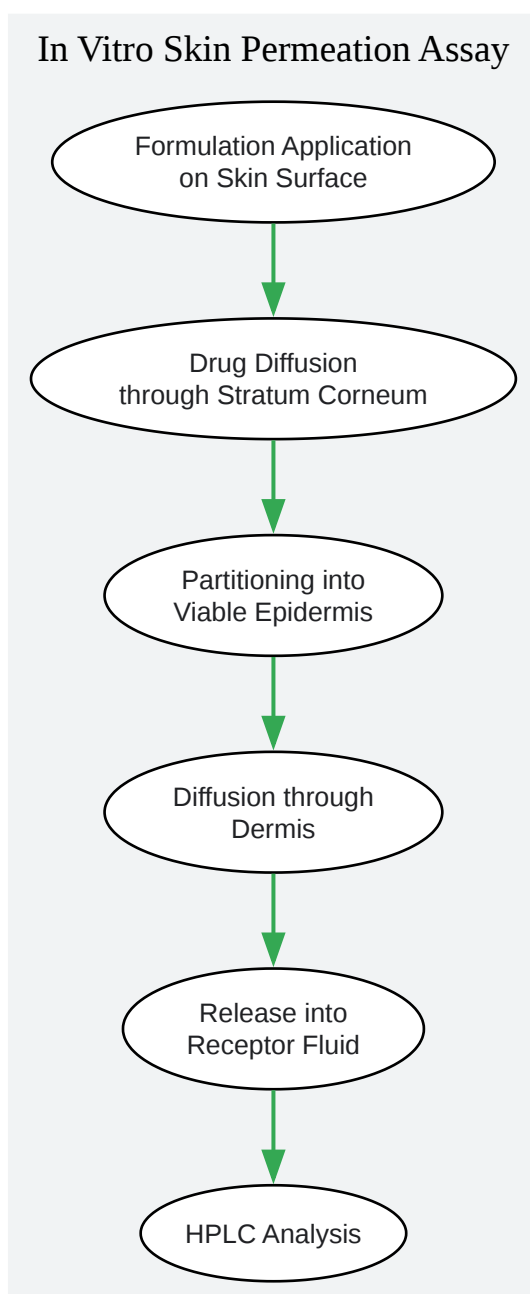 In Vitro Skin Permeation Assay
Formulation Application
on Skin Surface
Drug Diffusion
through Stratum Corneum
Partitioning into
Viable Epidermis
Diffusion through
Dermis
Release into
Receptor Fluid
HPLC Analysis